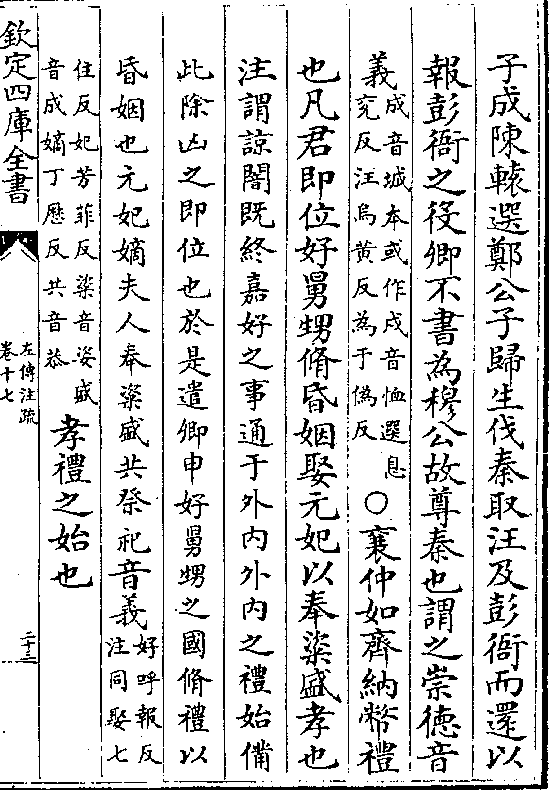 子成陳轅選鄭公子歸生伐秦取汪及彭衙而還以
報彭衙之役卿不書為穆公故尊秦也謂之崇徳音
義成音城本或作戍音恤選息兖反汪烏黄反為于偽反○襄仲如齊納幣禮
也凡君即位好舅甥脩昏姻娶元妃以奉粢盛孝也
注謂諒闇既終嘉好之事通于外内外内之禮始備
此除凶之即位也於是遣卿申好舅甥之國脩禮以
昏姻也元妃嫡夫人奉粢盛共祭祀音義好呼報反注同娶七
住反妃芳菲反粢音姿盛音成嫡丁歴反共音恭孝禮之始也
欽定四庫全書
左傳注疏
卷十七
二十三